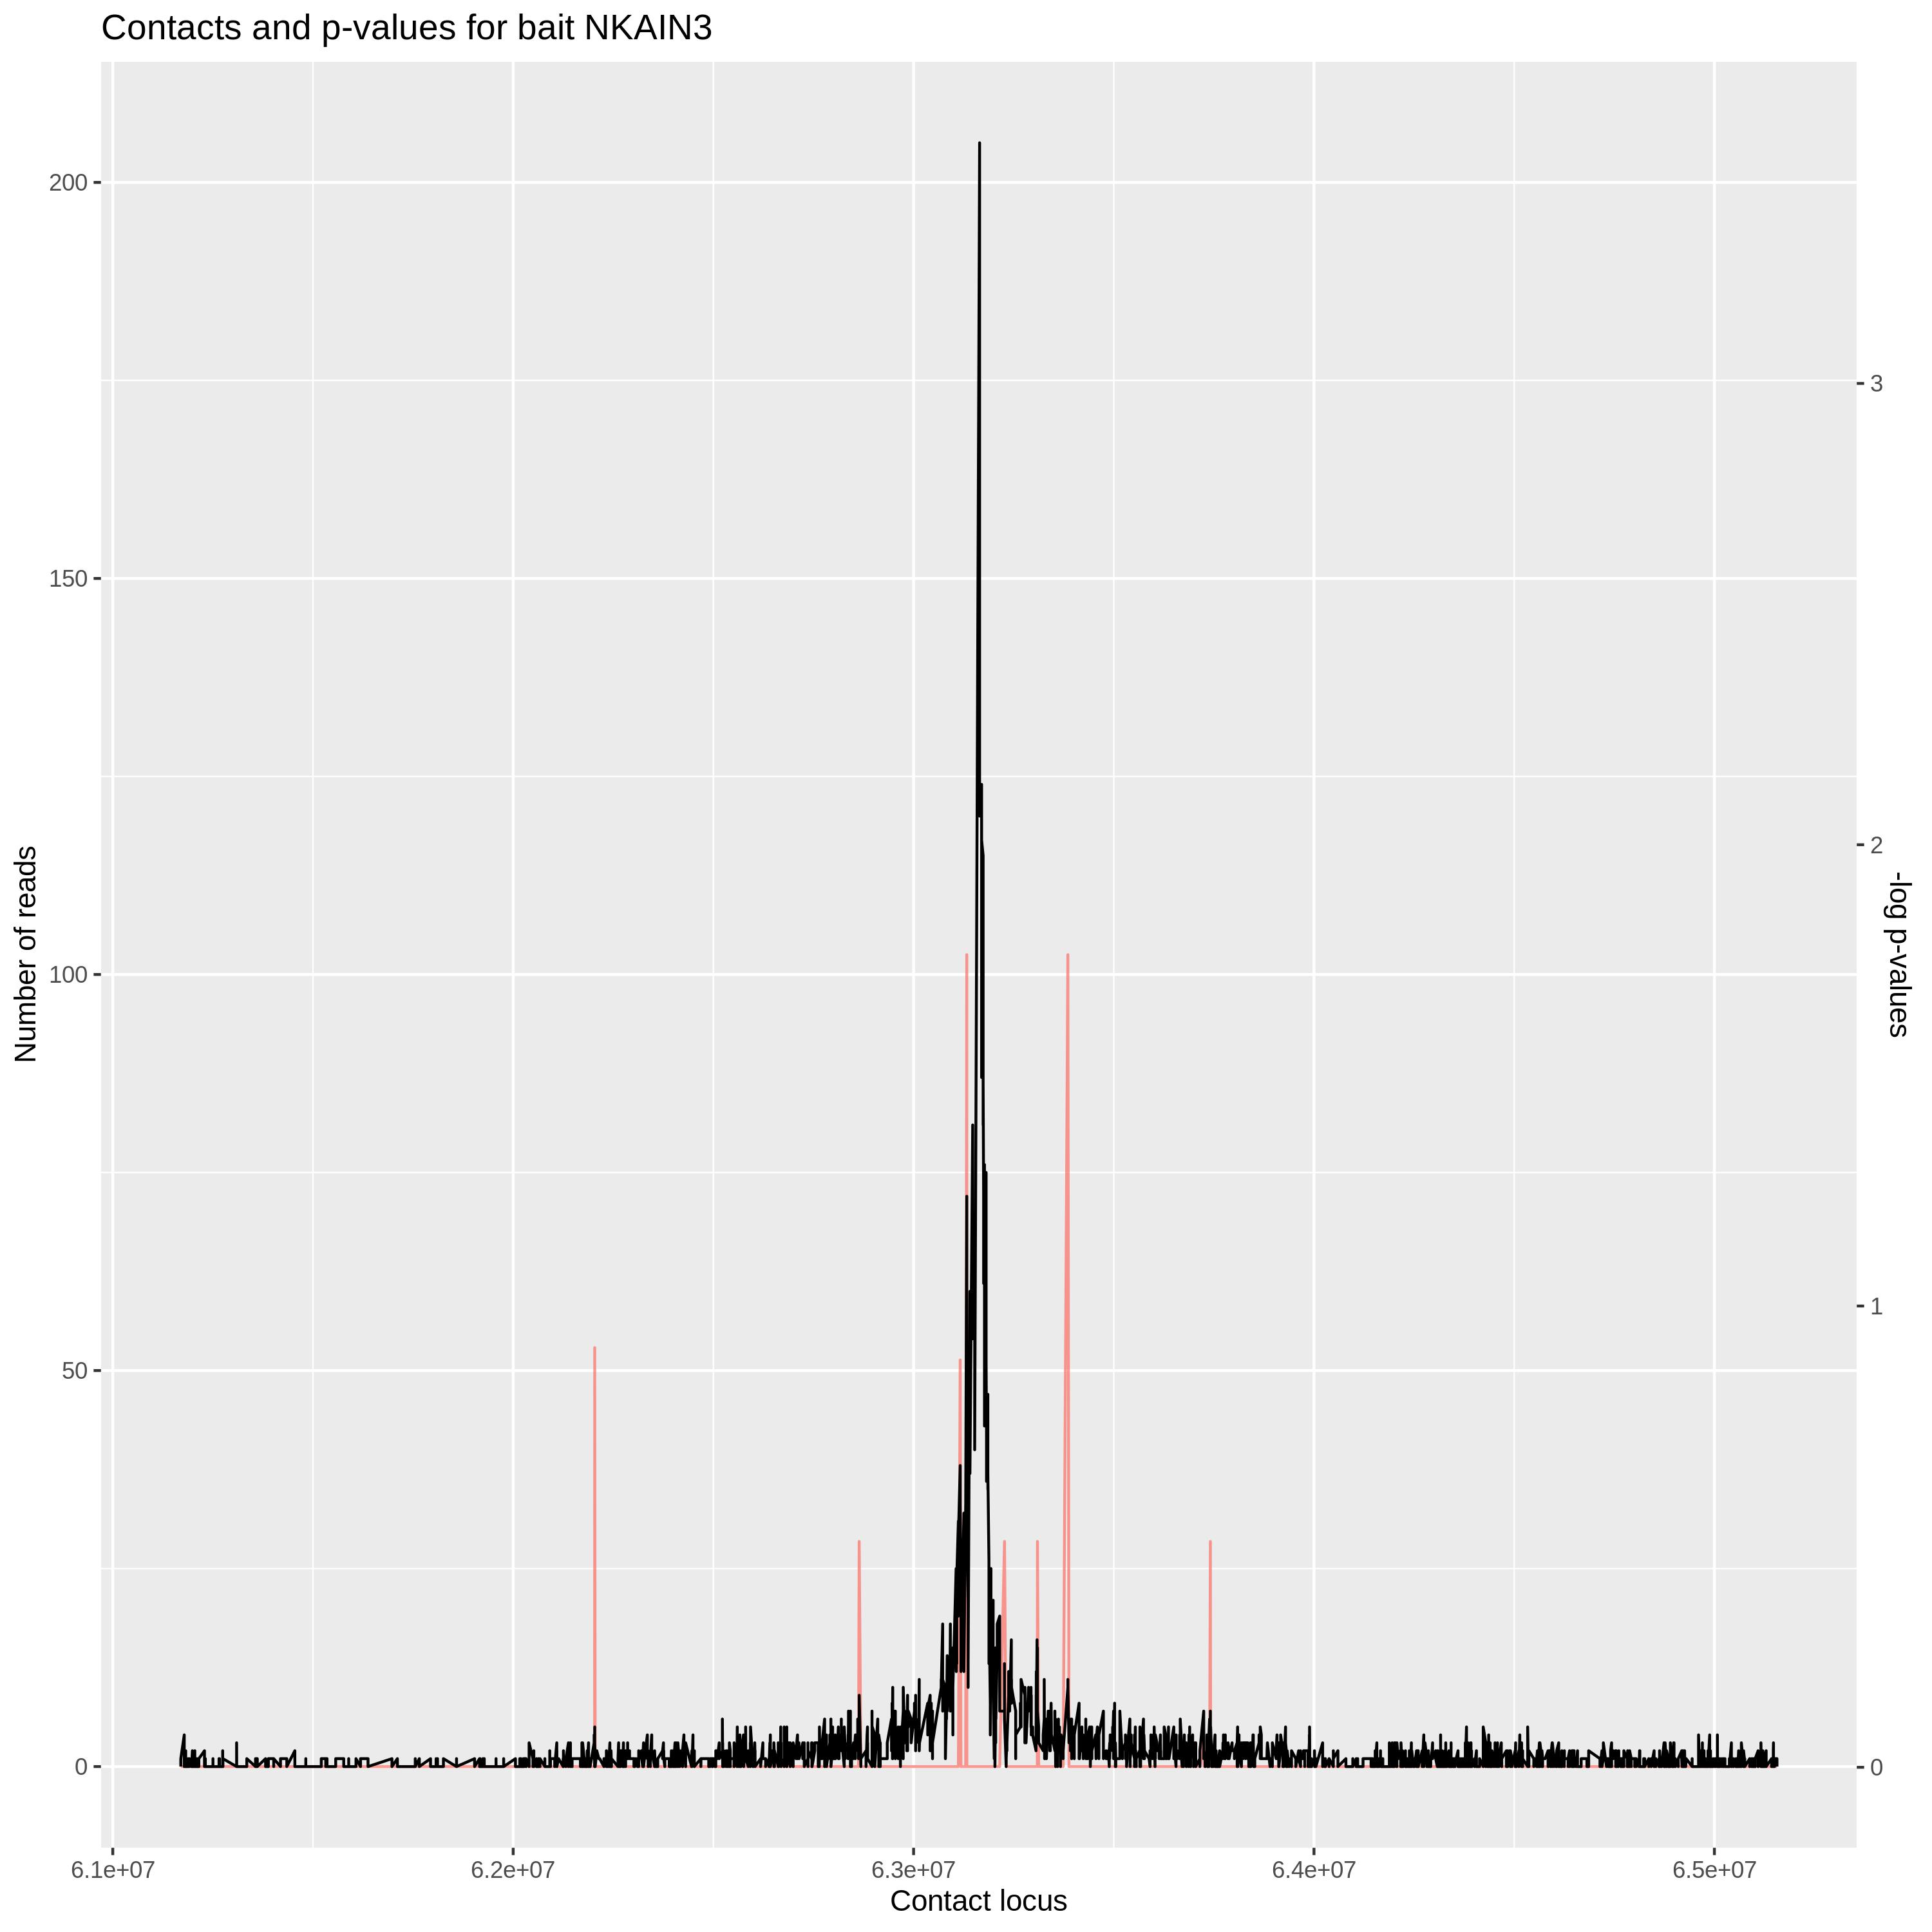 Contacts and p-values for bait NKAIN3
Number of reads
200
150
100
50
0
3
2
1
0
-log p-values
6.1e+07
6.2e+07
6.3e+07
6.4e+07
6.5e+07
Contact locus